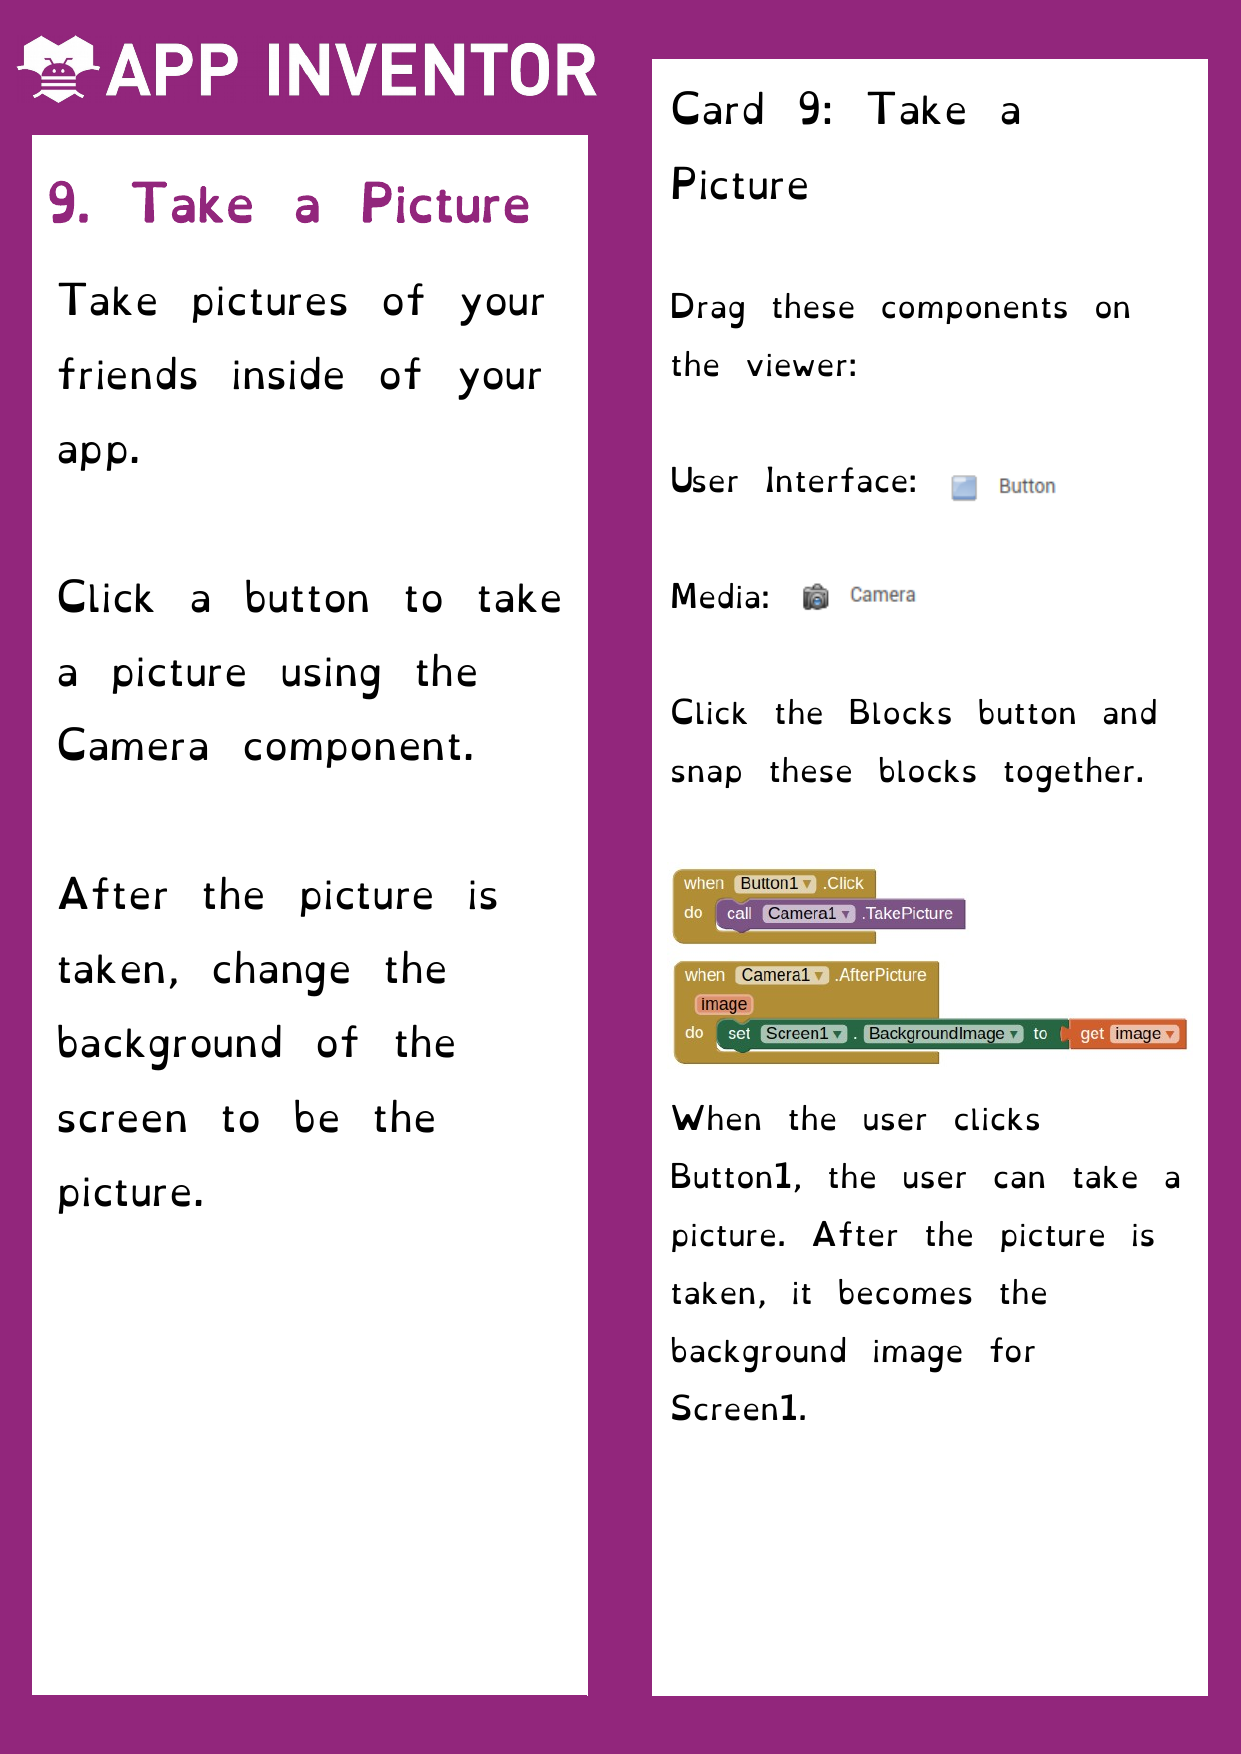 APP INVENTOR
9. Take a Picture
Take pictures of your
friends inside of your
app.
Click a button to take
a picture using the
Camera component.
After the picture is
taken, change the
background of the
screen to be the
picture.
Card 9: Take a
Picture
Drag these components on
the viewer:
User Interface: Button
Media: Camera
Click the Blocks button and
snap these blocks together.
when Button1 .Click
do call Camera1 .TakePicture
when Camera1 .AfterPicture
image
do set Screen1 . BackgroundImage to get image
When the user clicks
Button1, the user can take a
picture. After the picture is
taken, it becomes the
background image for
Screen1.